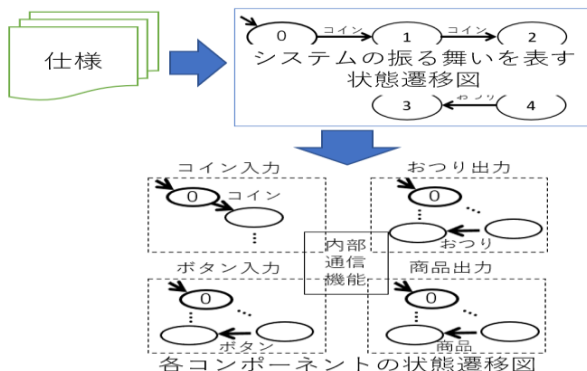 仕様
0 コイン 1 コイン 2
システムの振る舞いを表す
状態遷移図
3 おつり 4
コイン入力
おつり出力
0 コイン
0
おつり
内部
通信
機能
ボタン入力
商品出力
0
0
ボタン
商品
各コンポーネントの状態遷移図